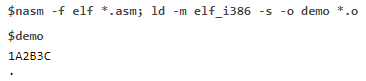 $nasm -f elf *.asm; ld -m elf_i386 -s -o demo *.o
$demo
1A2B3C
.